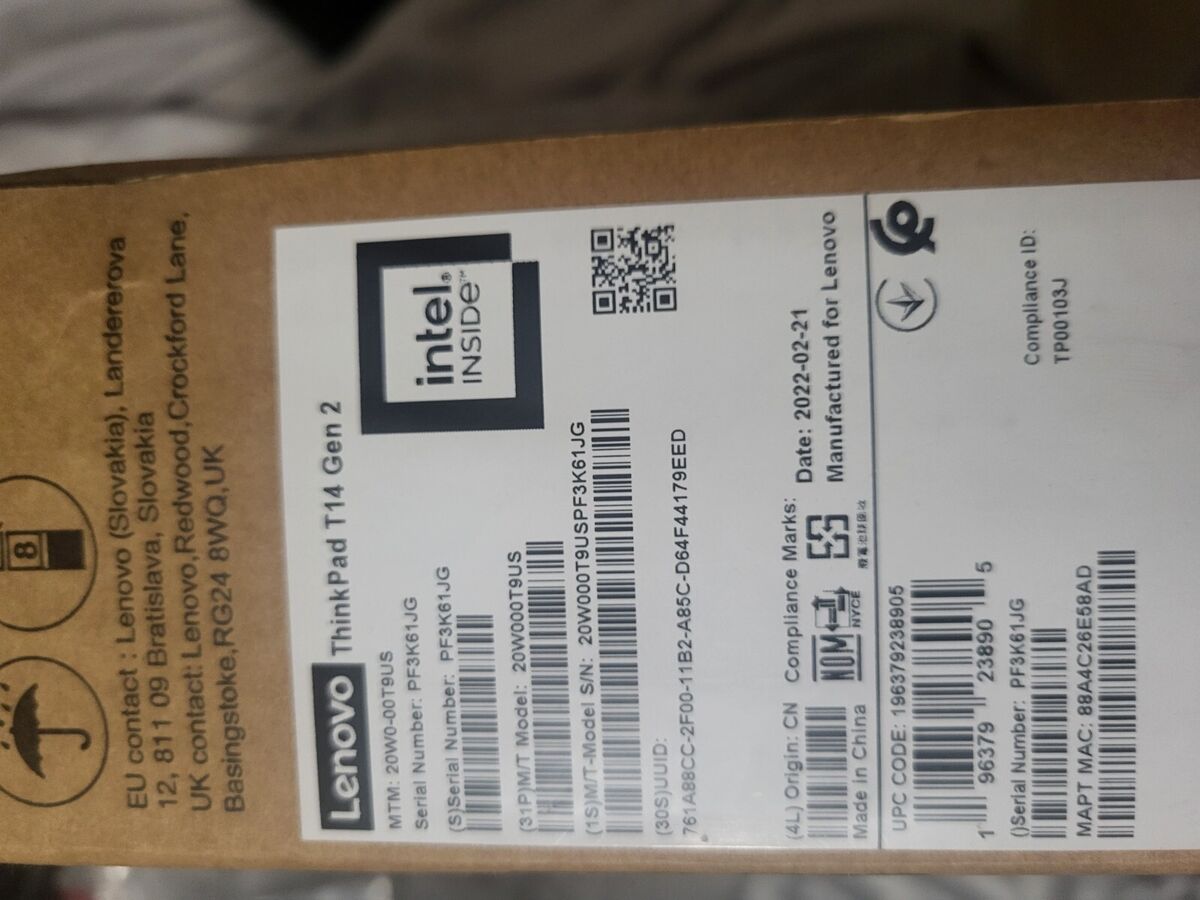 8
EU contact : Lenovo (Slovakia), Landererova
12, 811 09 Bratislava, Slovakia
UK contact: Lenovo,Redwood,Crockford Lane,
Basingstoke,RG24 8WQ,UK
Lenovo ThinkPad T14 Gen 2
intel®
INSIDE™
MTM: 20W0-00T9US
Serial Number: PF3K61JG
(S)Serial Number: PF3K61JG
(31P)M/T Model: 20W000T9US
(1S)M/T-Model S/N: 20W000T9USPF3K61JG
(30S)UUID:
761A88CC-2F00-11B2-A85C-D64F44179EED
(4L) Origin: CN
Made in China
Compliance Marks:
NOM
NYCE
Date: 2022-02-21
Manufactured for Lenovo
UPC CODE: 196379238905
1 96379 23890 5
()Serial Number: PF3K61JG
MAPT MAC: 88A4C26E58AD
Compliance ID:
TP00103J